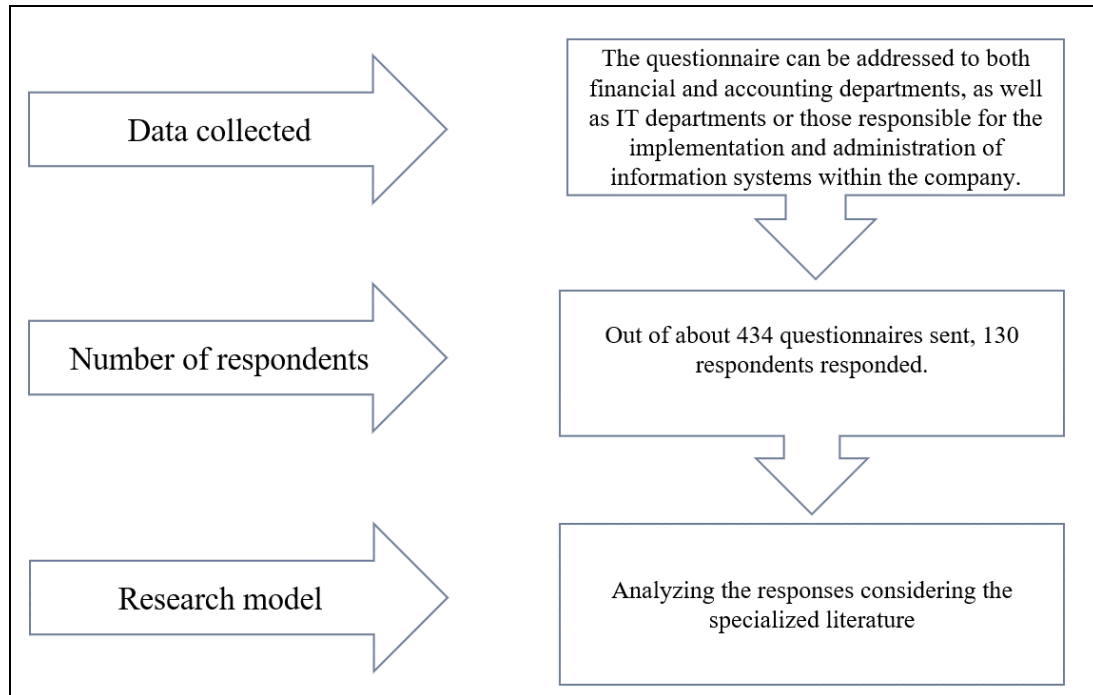 Data collected
The questionnaire can be addressed to both
financial and accounting departments, as well
as IT departments or those responsible for the
implementation and administration of
information systems within the company.
Number of respondents
Out of about 434 questionnaires sent, 130
respondents responded.
Research model
Analyzing the responses considering the
specialized literature